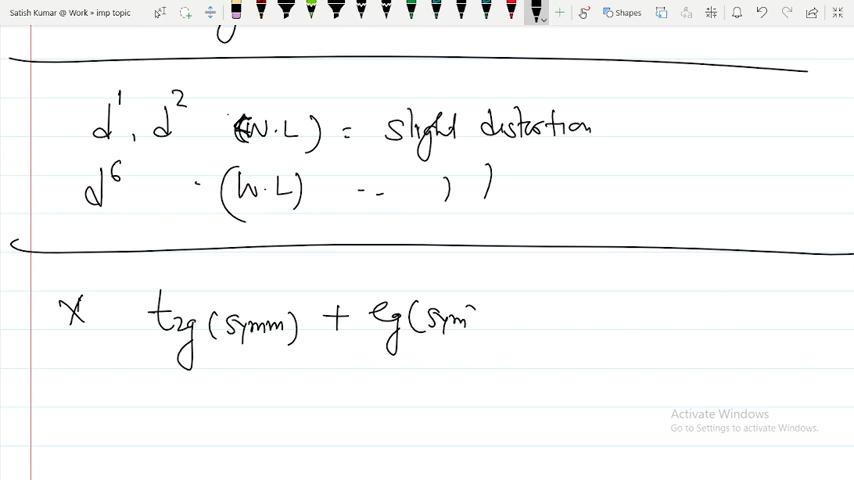 Satish Kumar @ Work » imp topic
Shapes
d¹, d² (W.L) = slight distortion
d⁶ (W.L) -- ) )
x t₂g (symm) + eg (sym
Activate Windows
Go to Settings to activate Windows.